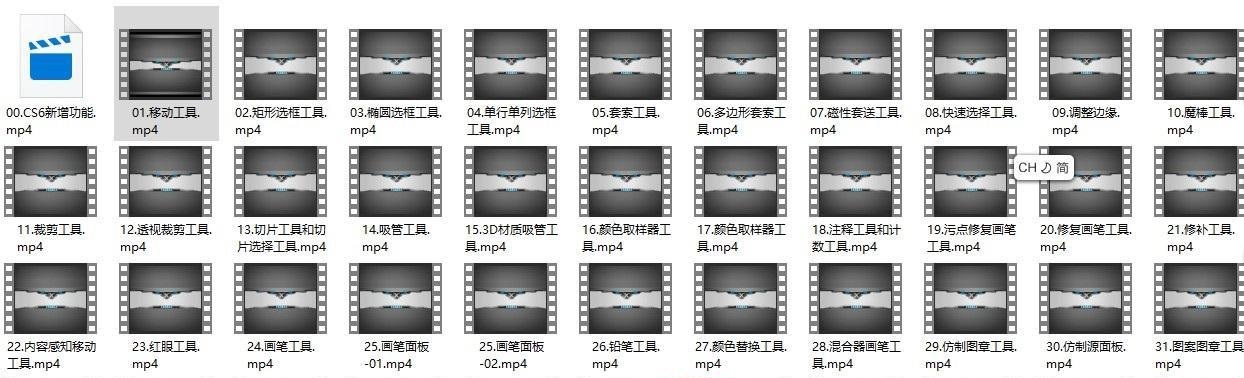 00.CS6新增功能.
mp4
01.移动工具.
mp4
02.矩形选框工具.
mp4
03.椭圆选框工具.
mp4
04.单行单列选框
工具.mp4
05.套索工具.
mp4
06.多边形套索工
具.mp4
07.磁性套送工具.
mp4
08.快速选择工具.
mp4
09.调整边缘.
mp4
10.魔棒工具.
mp4
11.裁剪工具.
mp4
12.透视裁剪工具.
mp4
13.切片工具和切
片选择工具.mp4
14.吸管工具.
mp4
15.3D材质吸管工
具.mp4
16.颜色取样器工
具.mp4
17.颜色取样器工
具.mp4
18.注释工具和计
数工具.mp4
19.污点修复画笔
工具.mp4
CH 简
20.修复画笔工具.
mp4
21.修补工具.
mp4
22.内容感知移动
工具.mp4
23.红眼工具.
mp4
24.画笔工具.
mp4
25.画笔面板
-01.mp4
25.画笔面板
-02.mp4
26.铅笔工具.
mp4
27.颜色替换工具.
mp4
28.混合器画笔工
具.mp4
29.仿制图章工具.
mp4
30.仿制源面板.
mp4
31.图案图章工具
mp4